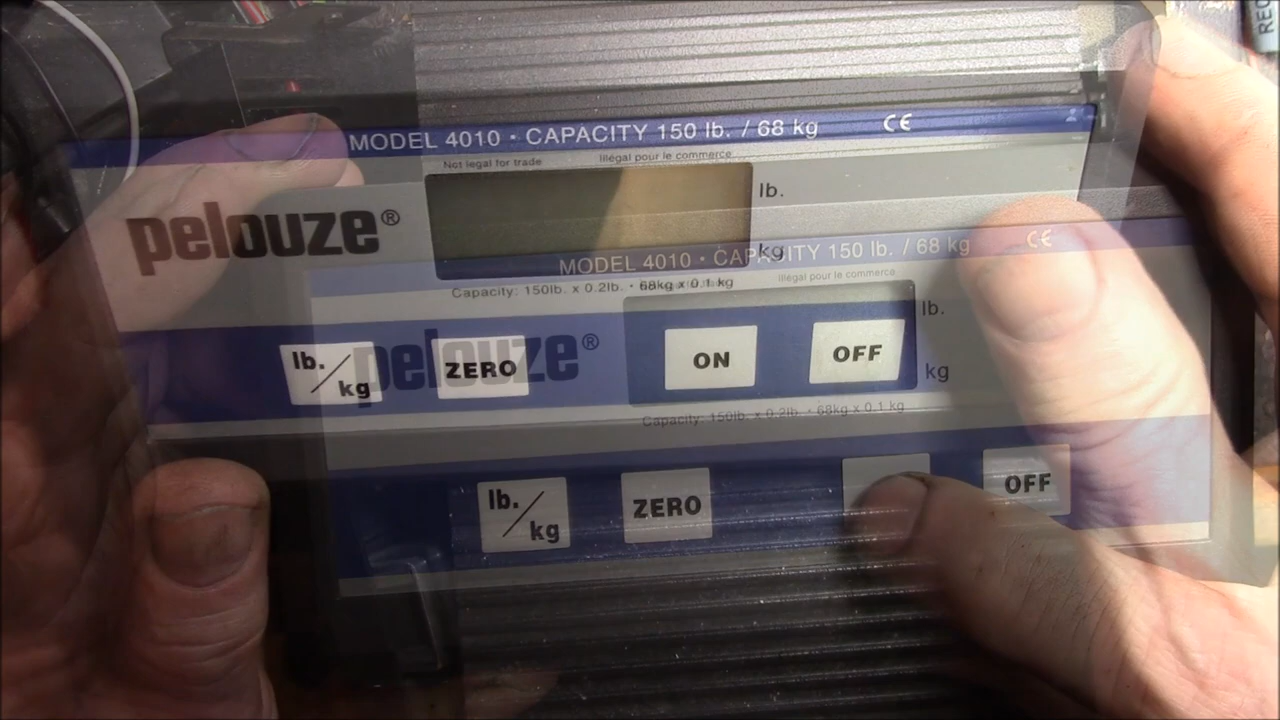 REC
MODEL 4010 • CAPACITY 150 lb. / 68 kg CE
Not legal for trade Illégal pour le commerce
lb.
pelouze®
kg
Capacity: 150lb. x 0.2lb. • 68kg x 0.1 kg
lb./kg ZERO ON OFF
MODEL 4010 • CAPACITY 150 lb. / 68 kg CE
illégal pour le commerce
lb.
pelouze®
kg
Capacity: 150lb. x 0.2lb. • 68kg x 0.1 kg
lb./kg ZERO OFF